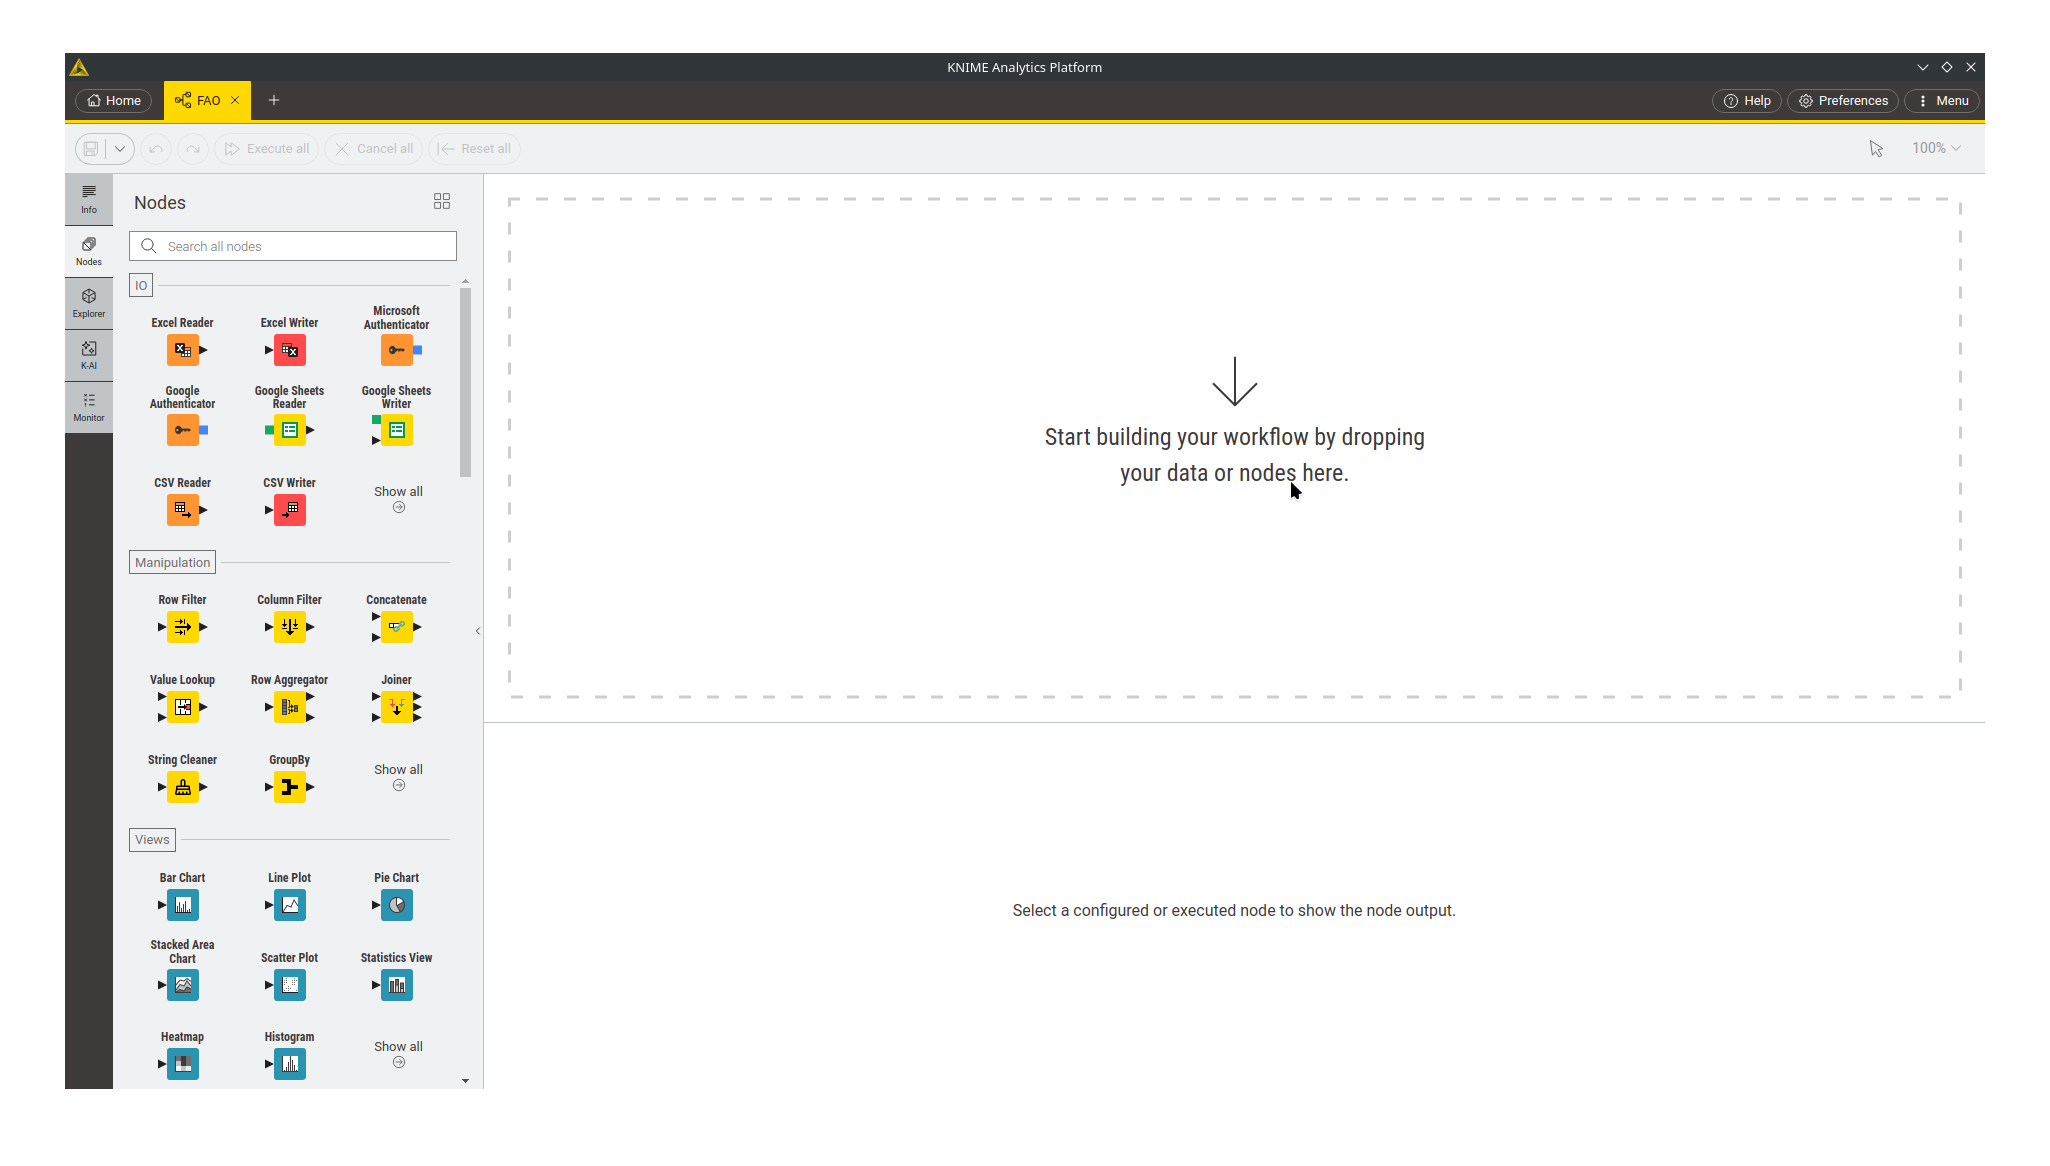 KNIME Analytics Platform
Home
FAO
Help
Preferences
Menu
Execute all
Cancel all
Reset all
100%
Info
Nodes
Explorer
K-AI
Monitor
Nodes
Search all nodes
IO
Excel Reader
Excel Writer
Microsoft
Authenticator
Google
Authenticator
Google Sheets
Reader
Google Sheets
Writer
CSV Reader
CSV Writer
Show all
Manipulation
Row Filter
Column Filter
Concatenate
Value Lookup
Row Aggregator
Joiner
String Cleaner
GroupBy
Show all
Views
Bar Chart
Line Plot
Pie Chart
Stacked Area
Chart
Scatter Plot
Statistics View
Heatmap
Histogram
Show all
Start building your workflow by dropping
your data or nodes here.
Select a configured or executed node to show the node output.